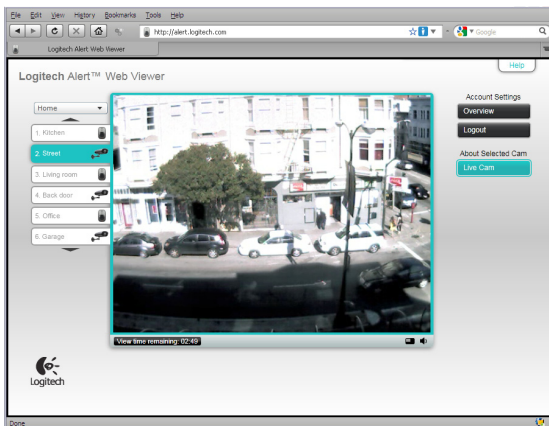 File Edit View History Bookmarks Tools Help
http://alert.logitech.com
Google
Logitech Alert Web Viewer
Help
Logitech Alert™ Web Viewer
Account Settings
Home
Overview
1. Kitchen
Logout
2. Street
About Selected Cam
3. Living room
Live Cam
4. Back door
5. Office
6. Garage
View time remaining: 02:49
Logitech
Done